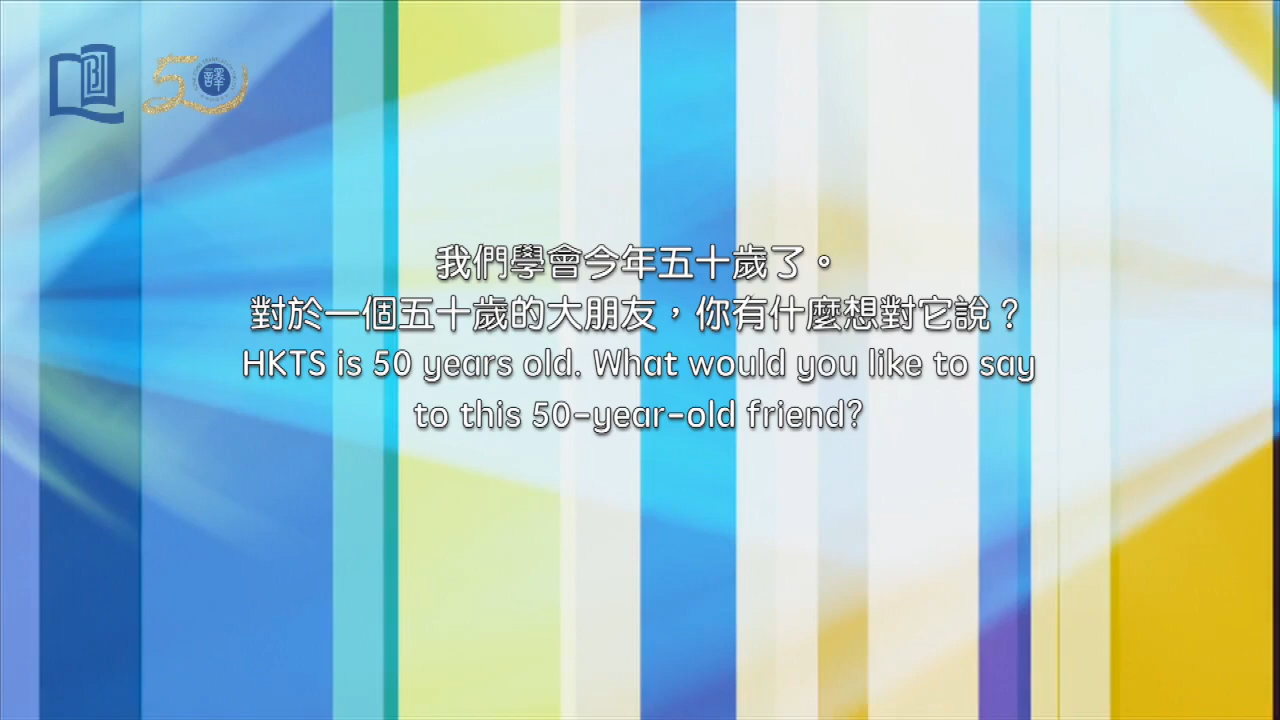 50
譯
我們學會今年五十歲了。
對於一個五十歲的大朋友，你有什麼想對它說？
HKTS is 50 years old. What would you like to say
to this 50-year-old friend?